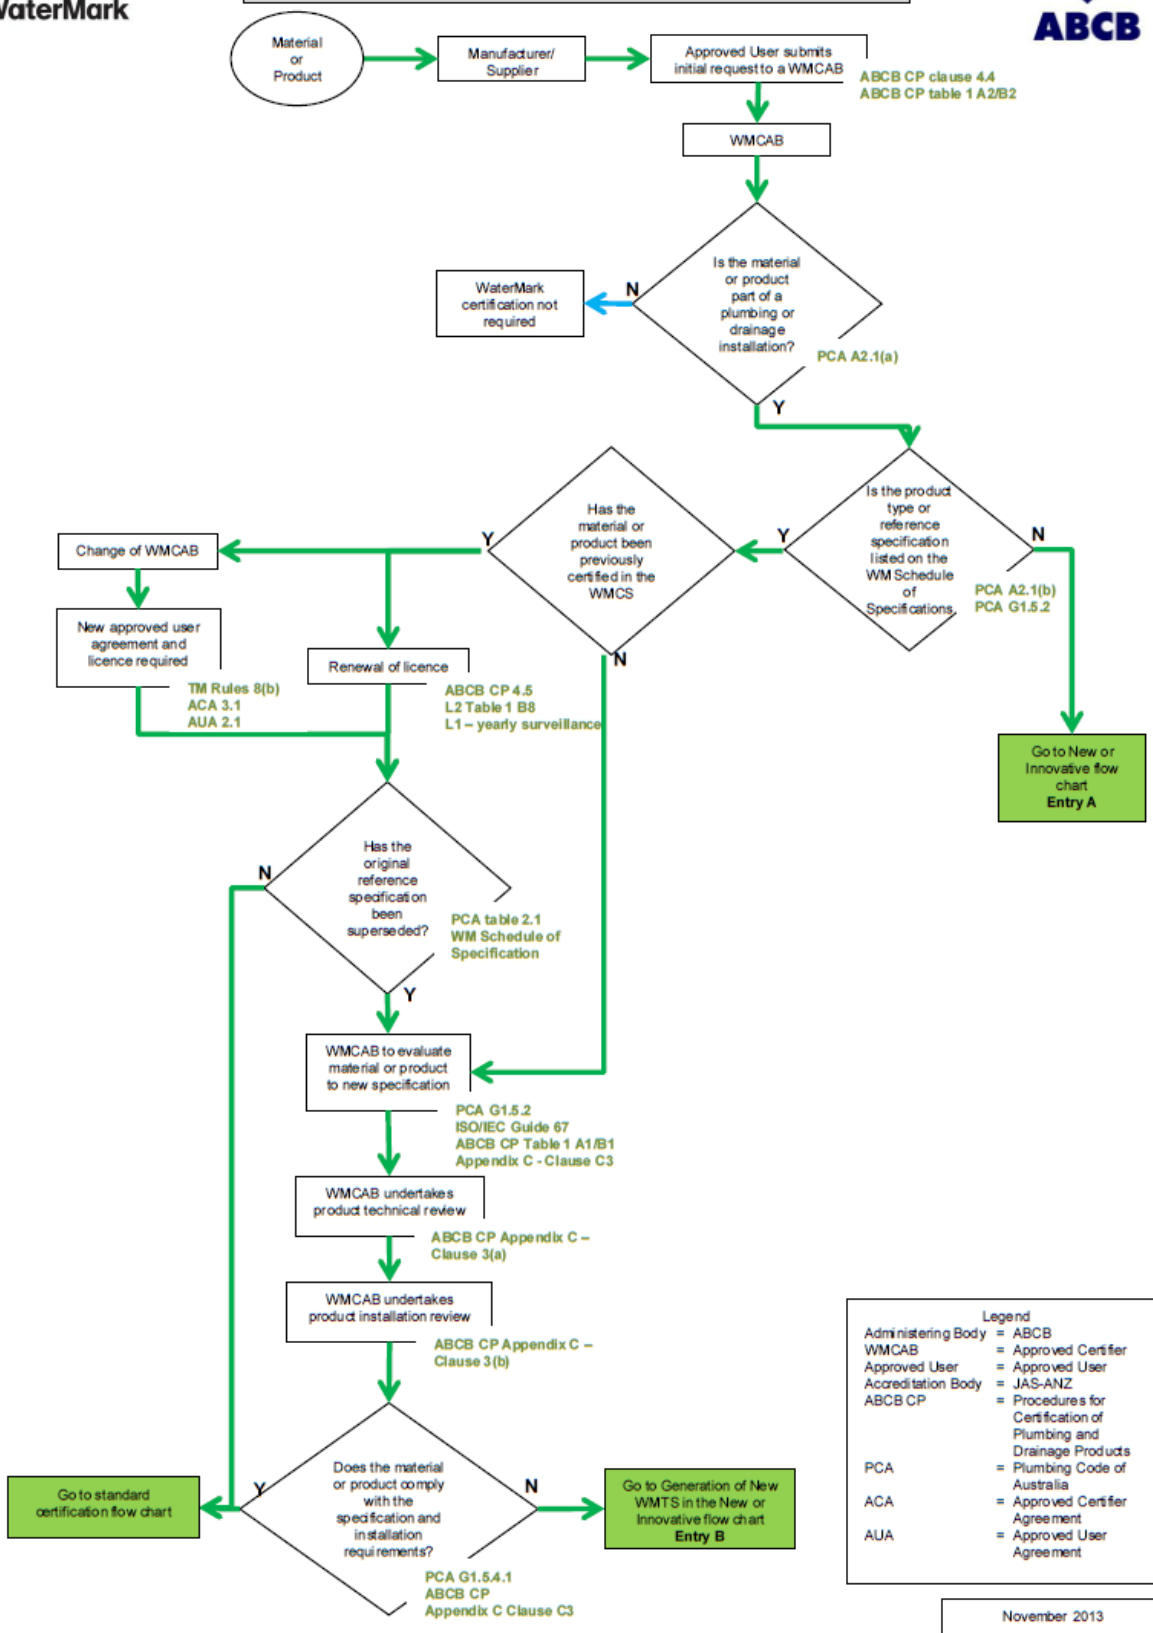 WaterMark
ABCB
Material
or
Product
Manufacturer/
Supplier
Approved User submits
initial request to a WMCAB
ABCB CP clause 4.4
ABCB CP table 1 A2/B2
WMCAB
Is the material
or product
part of a
plumbing or
drainage
installation?
PCA A2.1(a)
N
WaterMark
certification not
required
Y
Is the product
type or
reference
specification
listed on the
WM Schedule
of
Specifications
PCA A2.1(b)
PCA G1.5.2
N
Go to New or
Innovative flow
chart
Entry A
Y
Has the
material or
product been
previously
certified in the
WMCS
Y
N
Change of WMCAB
New approved user
agreement and
licence required
TM Rules 8(b)
ACA 3.1
AUA 2.1
Renewal of licence
ABCB CP 4.5
L2 Table 1 B8
L1 – yearly surveillance
Has the
original
reference
specification
been
superseded?
PCA table 2.1
WM Schedule of
Specification
N
Y
WMCAB to evaluate
material or product
to new specification
PCA G1.5.2
ISO/IEC Guide 67
ABCB CP Table 1 A1/B1
Appendix C - Clause C3
WMCAB undertakes
product technical review
ABCB CP Appendix C –
Clause 3(a)
WMCAB undertakes
product installation review
ABCB CP Appendix C –
Clause 3(b)
Does the material
or product comply
with the
specification and
installation
requirements?
PCA G1.5.4.1
ABCB CP
Appendix C Clause C3
Y
Go to standard
certification flow chart
N
Go to Generation of New
WMTS in the New or
Innovative flow chart
Entry B
Legend
Administering Body = ABCB
WMCAB = Approved Certifier
Approved User = Approved User
Accreditation Body = JAS-ANZ
ABCB CP = Procedures for
Certification of
Plumbing and
Drainage Products
PCA = Plumbing Code of
Australia
ACA = Approved Certifier
Agreement
AUA = Approved User
Agreement
November 2013